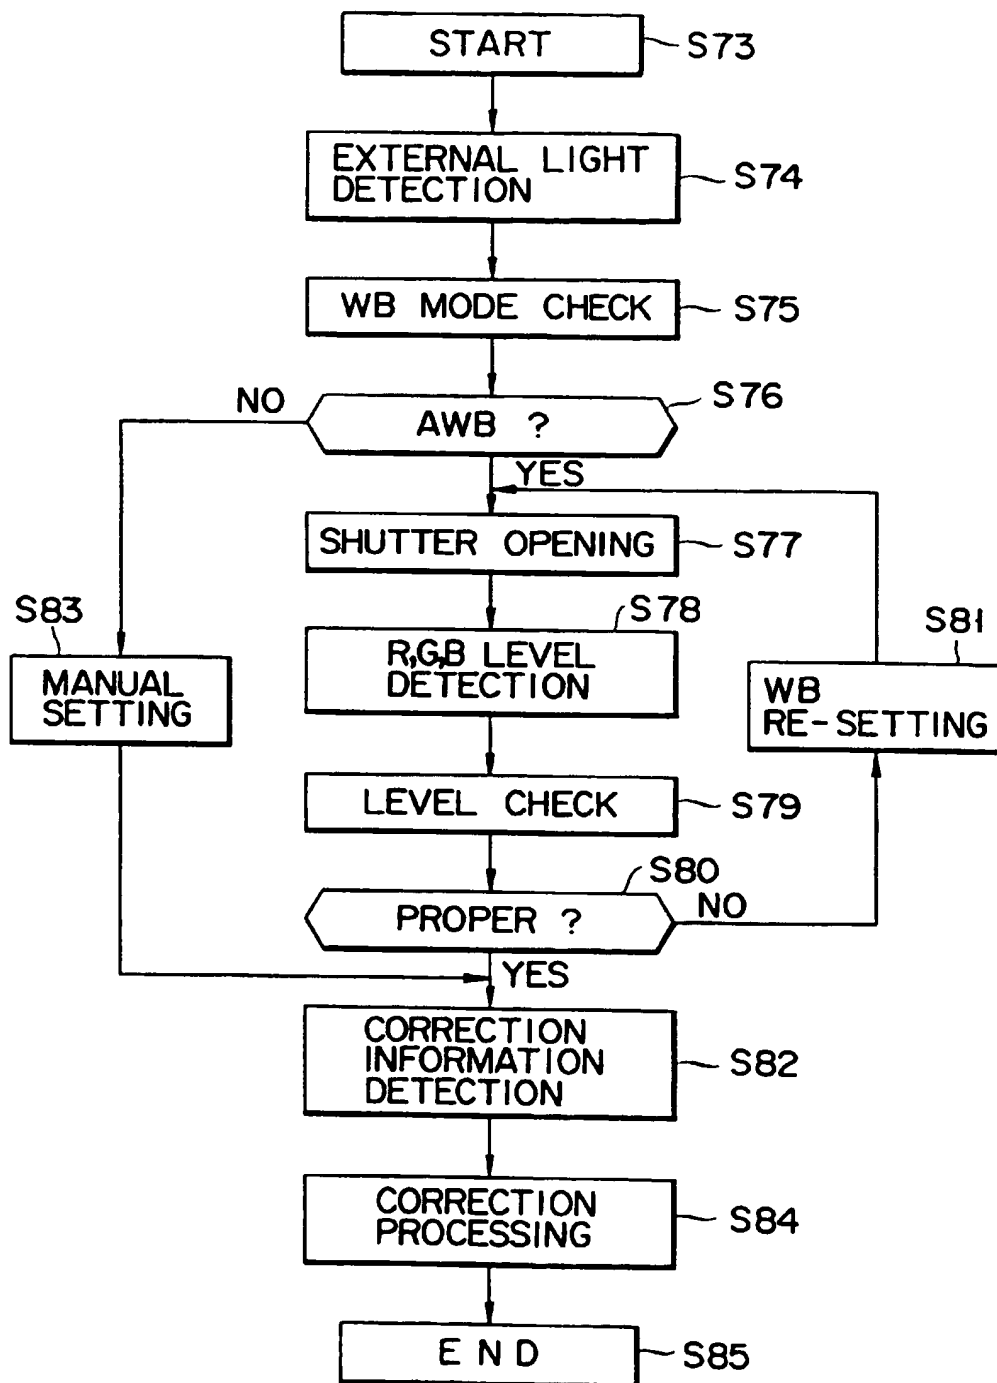 START
S73
EXTERNAL LIGHT
DETECTION
S74
WB MODE CHECK
S75
NO
AWB ?
S76
YES
SHUTTER OPENING
S77
S83
MANUAL
SETTING
R,G,B LEVEL
DETECTION
S78
S81
WB
RE-SETTING
LEVEL CHECK
S79
PROPER ?
S80
NO
YES
CORRECTION
INFORMATION
DETECTION
S82
CORRECTION
PROCESSING
S84
END
S85